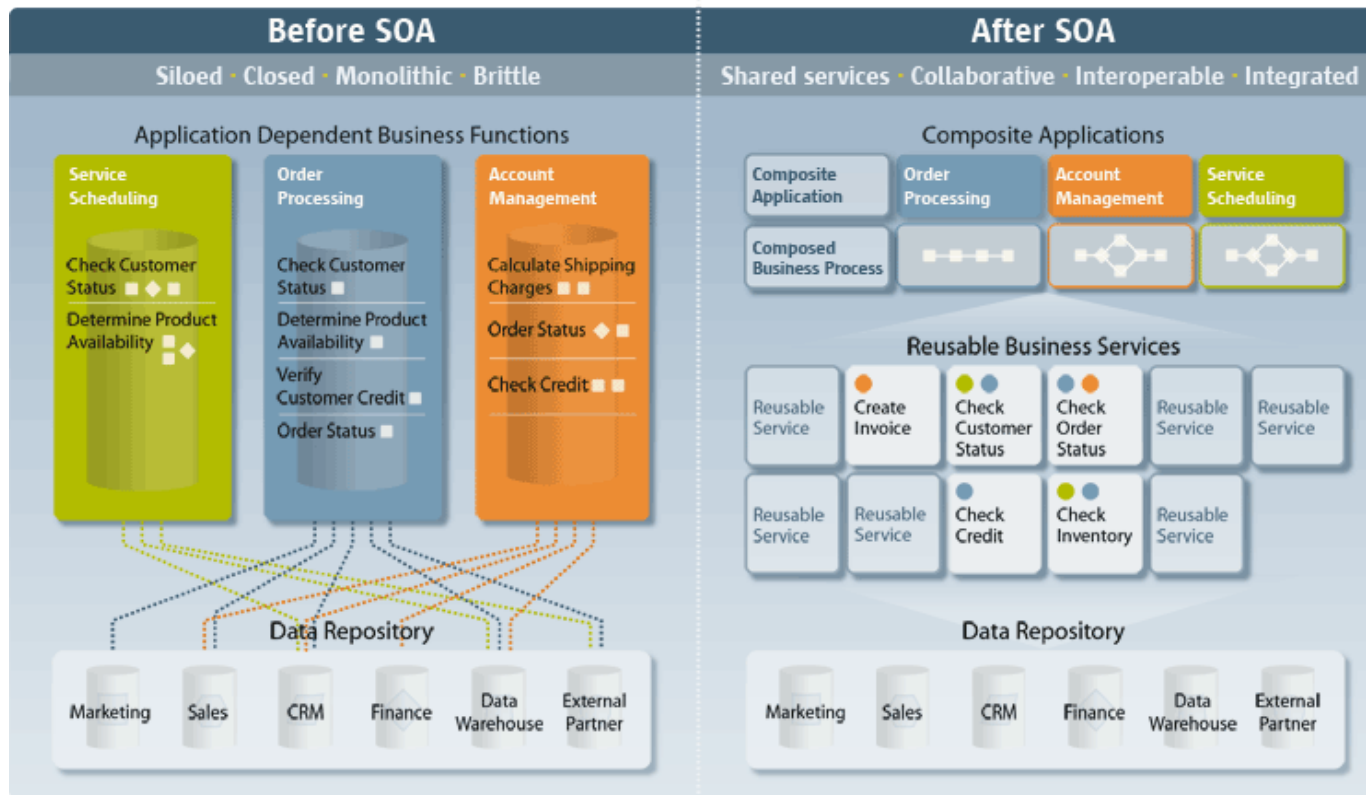 Before SOA
Siloed · Closed · Monolithic · Brittle
Application Dependent Business Functions
Service
Scheduling
Check Customer
Status
Determine Product
Availability
Order
Processing
Check Customer
Status
Determine Product
Availability
Verify
Customer Credit
Order Status
Account
Management
Calculate Shipping
Charges
Order Status
Check Credit
Data Repository
Marketing
Sales
CRM
Finance
Data
Warehouse
External
Partner
After SOA
Shared services · Collaborative · Interoperable · Integrated
Composite Applications
Composite
Application
Order
Processing
Account
Management
Service
Scheduling
Composed
Business Process
Reusable Business Services
Reusable
Service
Create
Invoice
Check
Customer
Status
Check
Order
Status
Reusable
Service
Reusable
Service
Reusable
Service
Reusable
Service
Check
Credit
Check
Inventory
Reusable
Service
Data Repository
Marketing
Sales
CRM
Finance
Data
Warehouse
External
Partner